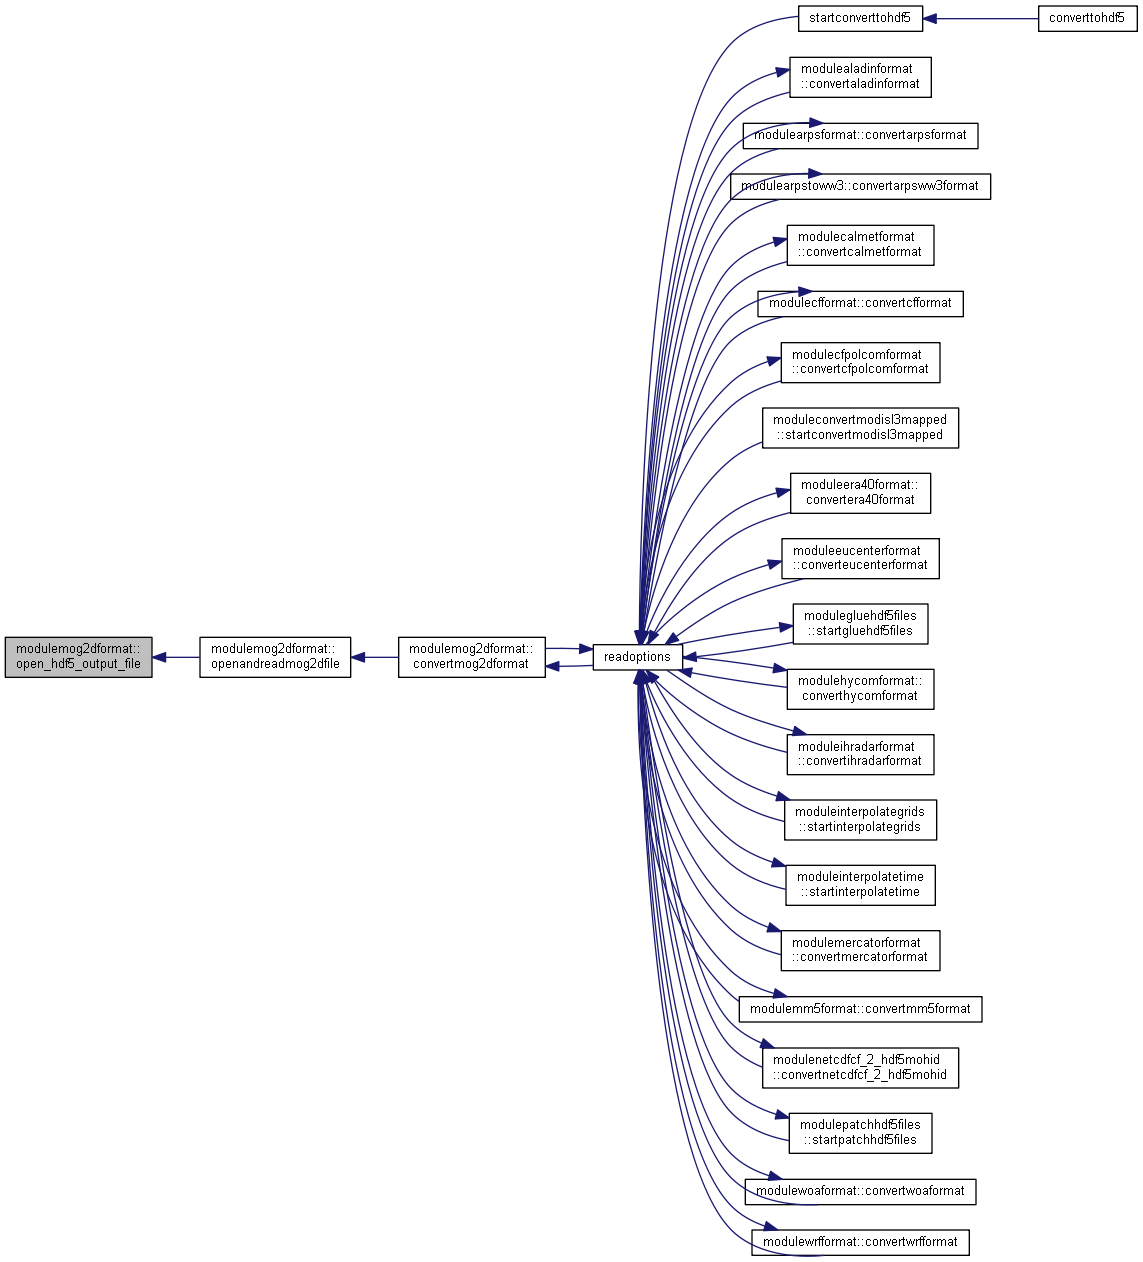 startconverttohdf5
converttohdf5
modulealadinformat
::convertaladinformat
modulearpsformat::convertarpsformat
modulearpstoww3::convertarpsww3format
modulecalmetformat
::convertcalmetformat
modulecfformat::convertcfformat
modulecfpolcomformat
::convertcfpolcomformat
moduleconvertmodisl3mapped
::startconvertmodisl3mapped
moduleera40format::
convertera40format
moduleeucenterformat
::converteucenterformat
modulegluehdf5files
::startgluehdf5files
modulemog2dformat::
open_hdf5_output_file
modulemog2dformat::
openandreadmog2dfile
modulemog2dformat::
convertmog2dformat
readoptions
modulehycomformat::
converthycomformat
moduleihradarformat
::convertihradarformat
moduleinterpolategrids
::startinterpolategrids
moduleinterpolatetime
::startinterpolatetime
modulemercatorformat
::convertmercatorformat
modulemm5format::convertmm5format
modulenetcdfcf_2_hdf5mohid
::convertnetcdfcf_2_hdf5mohid
modulepatchhdf5files
::startpatchhdf5files
modulewoaformat::convertwoaformat
modulewrfformat::convertwrfformat